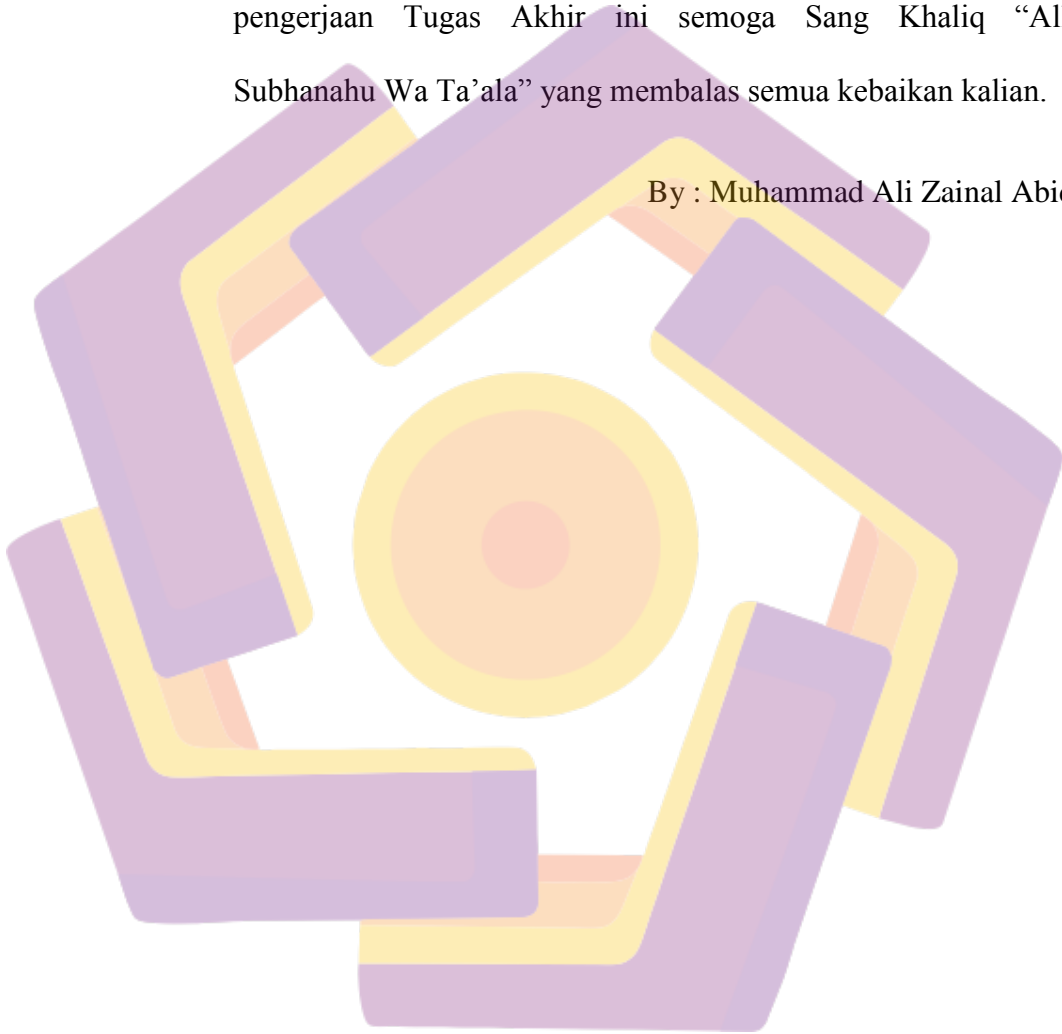 pengerjaan Tugas Akhir ini semoga Sang Khaliq “Al
Subhanahu Wa Ta’ala” yang membalas semua kebaikan kalian.
By : Muhammad Ali Zainal